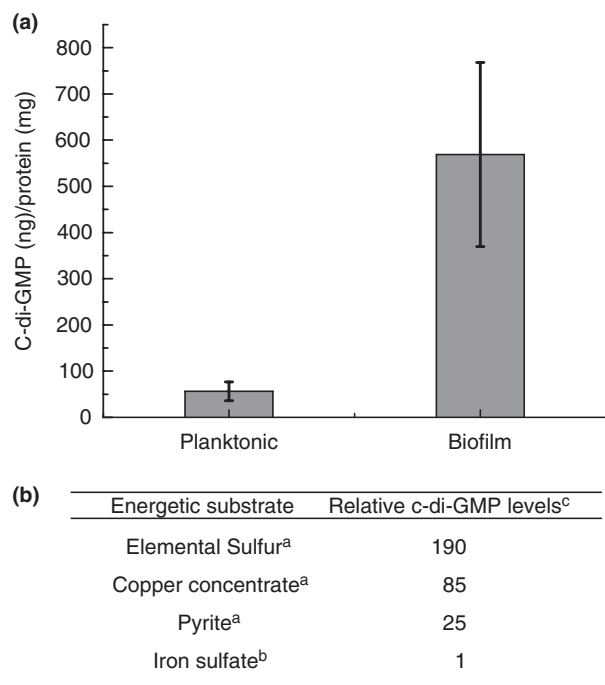 (a)
800
700
600
500
400
300
200
100
0
C-di-GMP (ng)/protein (mg)
Planktonic Biofilm
(b)
Energetic substrate Relative c-di-GMP levelsᶜ
Elemental Sulfurᵃ 190
Copper concentrateᵃ 85
Pyriteᵃ 25
Iron sulfateᵇ 1